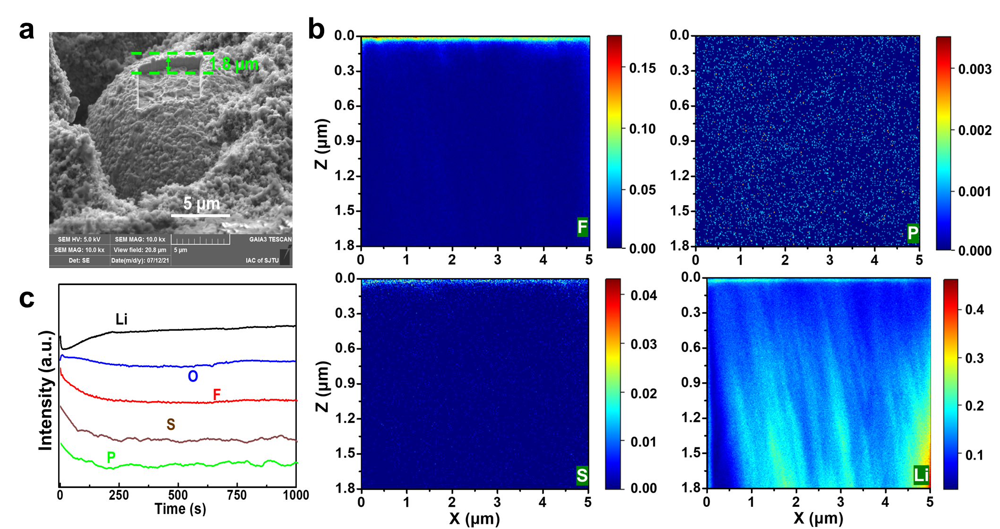 a
1.8 µm
5 µm
SEM HV: 5.0 kV SEM MAG: 10.0 kx GAIA3 TESCAN
SEM MAG: 10.0 kx View field: 20.8 µm 5 µm
Det: SE Date(m/d/y): 07/12/21 IAC of SJTU
b
0.0
0.3
0.6
0.9
1.2
1.5
1.8
Z (µm)
0 1 2 3 4 5
F
0.15
0.10
0.05
0.00
0.0
0.3
0.6
0.9
1.2
1.5
1.8
0 1 2 3 4 5
P
0.003
0.002
0.001
0.000
0.0
0.3
0.6
0.9
1.2
1.5
1.8
Z (µm)
0 1 2 3 4 5
X (µm)
S
0.04
0.03
0.02
0.01
0.00
0.0
0.3
0.6
0.9
1.2
1.5
1.8
0 1 2 3 4 5
X (µm)
Li
0.4
0.3
0.2
0.1
c
Intensity (a.u.)
Li
O
F
S
P
0 250 500 750 1000
Time (s)